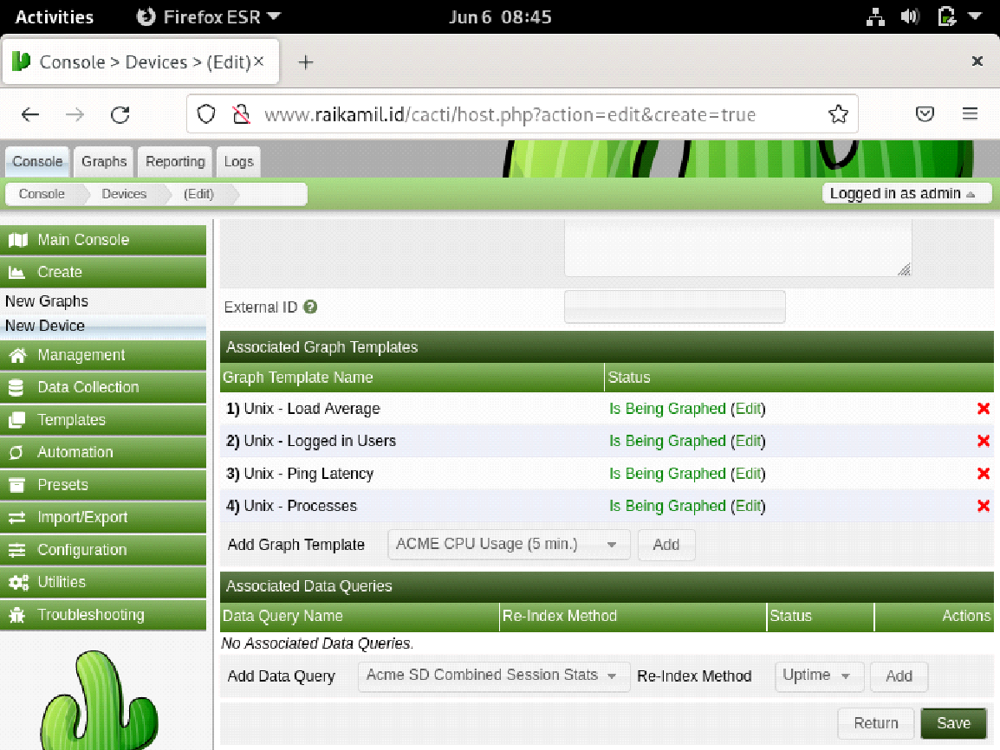 Activities Firefox ESR Jun 6 08:45
Console > Devices > (Edit) × +
www.raikamil.id/cacti/host.php?action=edit&create=true
Console Graphs Reporting Logs
Console Devices (Edit) Logged in as admin
Main Console
Create
New Graphs
New Device
Management
Data Collection
Templates
Automation
Presets
Import/Export
Configuration
Utilities
Troubleshooting
External ID
Associated Graph Templates
Graph Template Name Status
1) Unix - Load Average Is Being Graphed (Edit)
2) Unix - Logged in Users Is Being Graphed (Edit)
3) Unix - Ping Latency Is Being Graphed (Edit)
4) Unix - Processes Is Being Graphed (Edit)
Add Graph Template ACME CPU Usage (5 min.) Add
Associated Data Queries
Data Query Name Re-Index Method Status Actions
No Associated Data Queries.
Add Data Query Acme SD Combined Session Stats Re-Index Method Uptime Add
Return Save